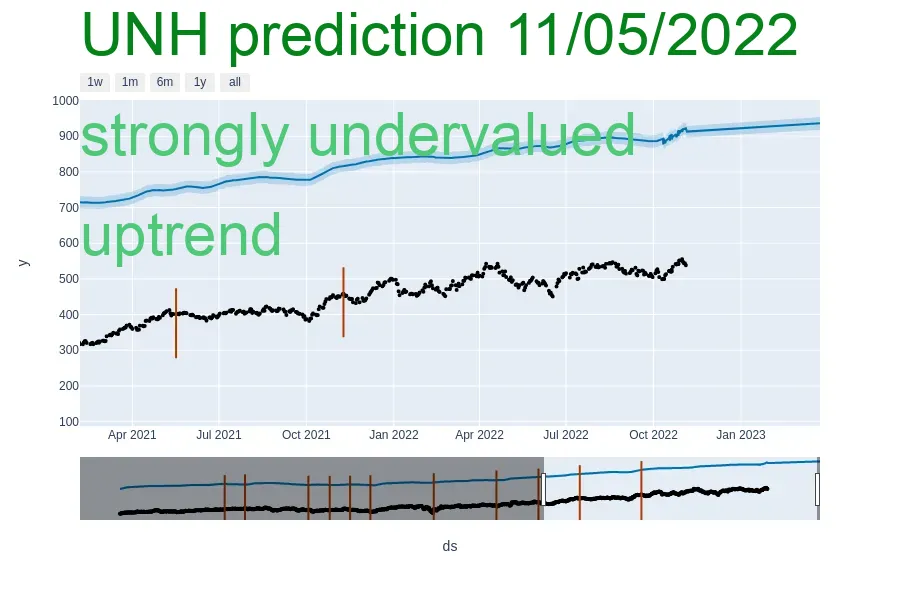 UNH prediction 11/05/2022
1w 1m 6m 1y all
1000
strongly undervalued
900
800
700
uptrend
600
y
500
400
300
200
100
Apr 2021 Jul 2021 Oct 2021 Jan 2022 Apr 2022 Jul 2022 Oct 2022 Jan 2023
ds